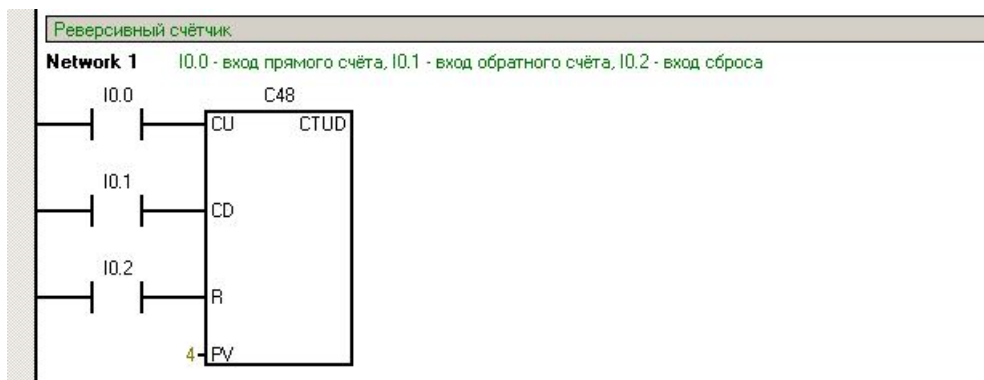 Реверсивный счётчик
Network 1 I0.0 - вход прямого счёта, I0.1 - вход обратного счёта, I0.2 - вход сброса
I0.0 C48
CU CTUD
I0.1
CD
I0.2
R
4 PV